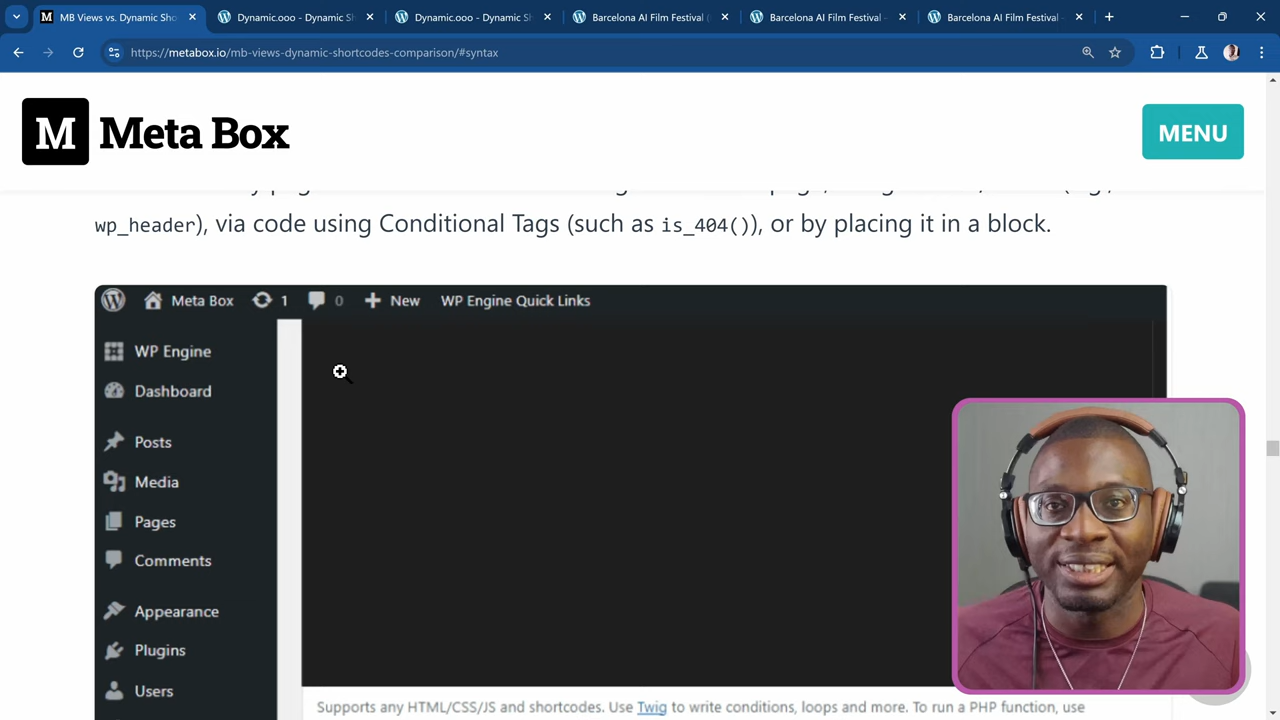 MB Views vs. Dynamic Sho
Dynamic.ooo - Dynamic S
Dynamic.ooo - Dynamic S
Barcelona AI Film Festival
Barcelona AI Film Festival
Barcelona AI Film Festival
https://metabox.io/mb-views-dynamic-shortcodes-comparison/#syntax
M Meta Box
MENU
wp_header), via code using Conditional Tags (such as is_404()), or by placing it in a block.
Meta Box 1 0 New WP Engine Quick Links
WP Engine
Dashboard
Posts
Media
Pages
Comments
Appearance
Plugins
Users
Supports any HTML/CSS/JS and shortcodes. Use Twig to write conditions, loops and more. To run a PHP function, use